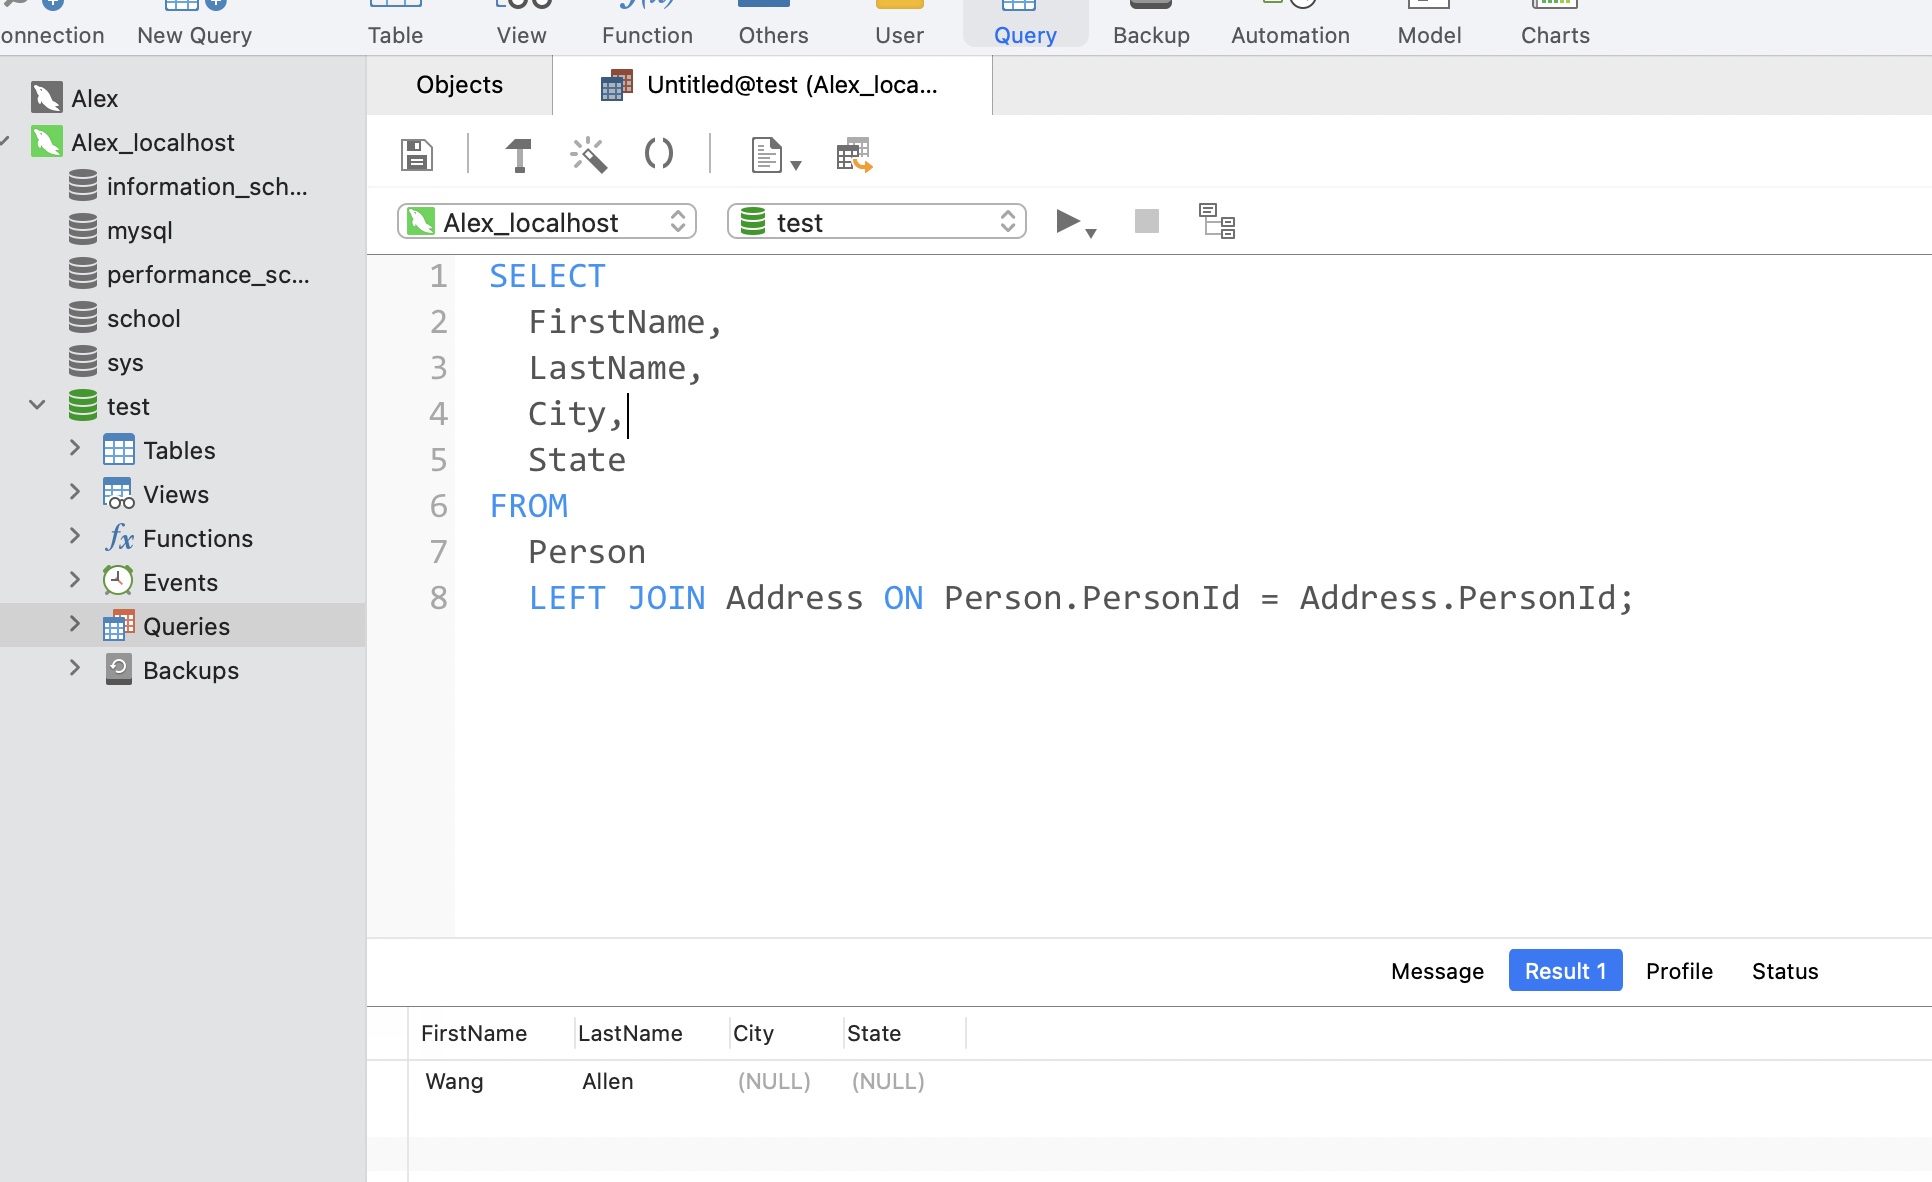 onnection New Query Table View Function Others User Query Backup Automation Model Charts
Alex
Alex_localhost
information_sch...
mysql
performance_sc...
school
sys
test
Tables
Views
fx Functions
Events
Queries
Backups
Objects Untitled@test (Alex_loca...
Alex_localhost test
1 SELECT
2 FirstName,
3 LastName,
4 City,
5 State
6 FROM
7 Person
8 LEFT JOIN Address ON Person.PersonId = Address.PersonId;
Message Result 1 Profile Status
FirstName LastName City State
Wang Allen (NULL) (NULL)